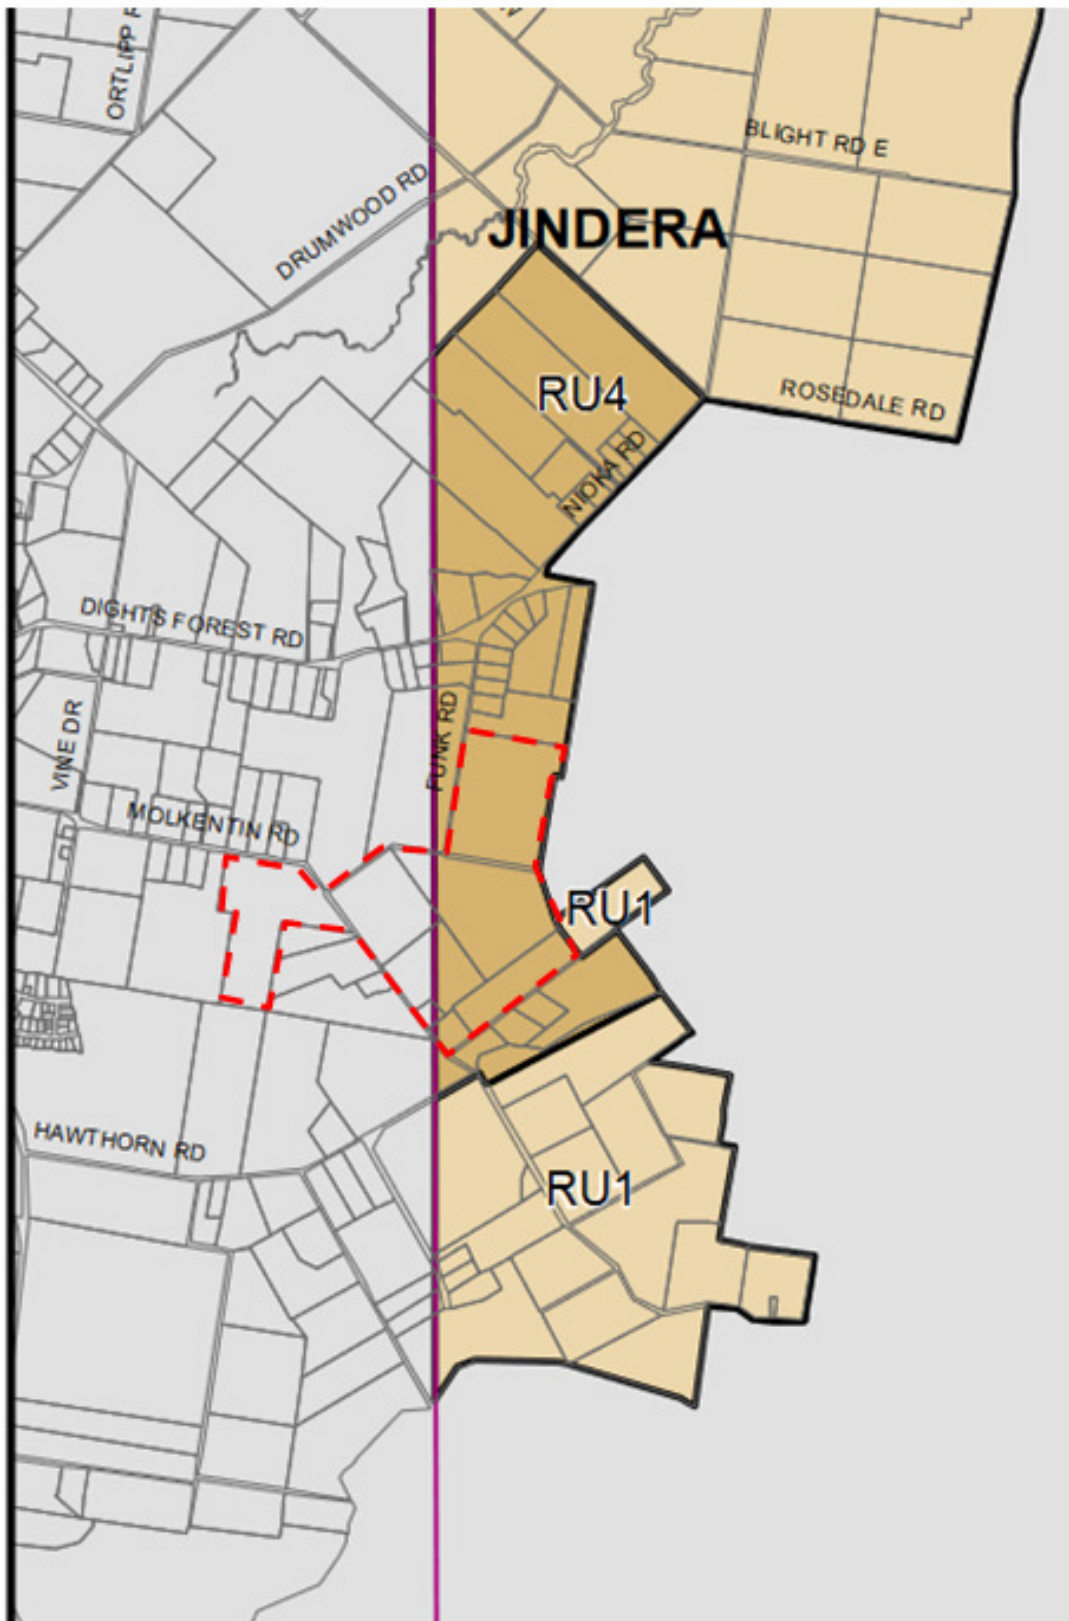 ORTLIPP
BLIGHT RD E
DRUMWOOD RD
JINDERA
RU4
ROSEDALE RD
NIOKA RD
DIGHTS FOREST RD
FUNK RD
VINE DR
MOLKENTIN RD
RU1
HAWTHORN RD
RU1